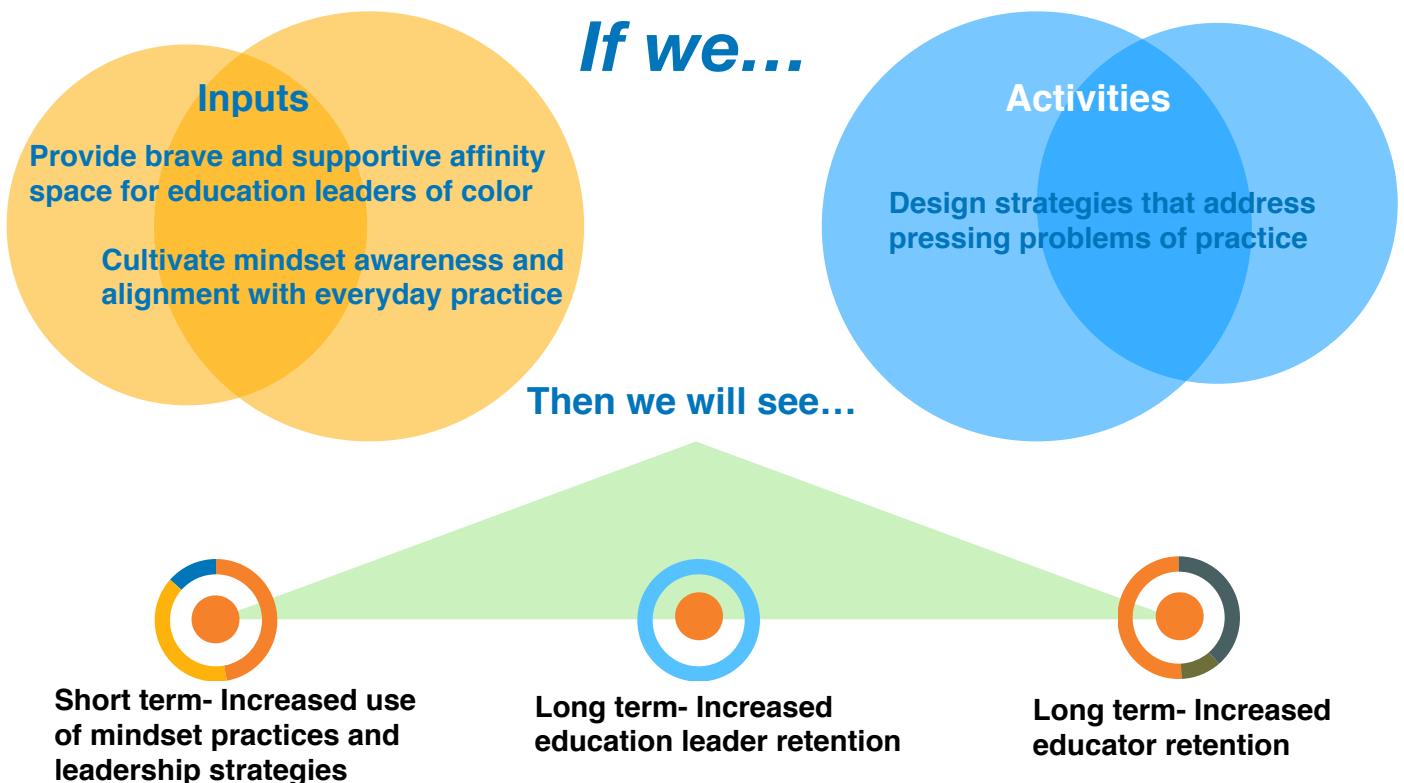 If we...
Inputs
Provide brave and supportive affinity
space for education leaders of color
Cultivate mindset awareness and
alignment with everyday practice
Activities
Design strategies that address
pressing problems of practice
Then we will see…
Short term- Increased use
of mindset practices and
leadership strategies
Long term- Increased
education leader retention
Long term- Increased
educator retention